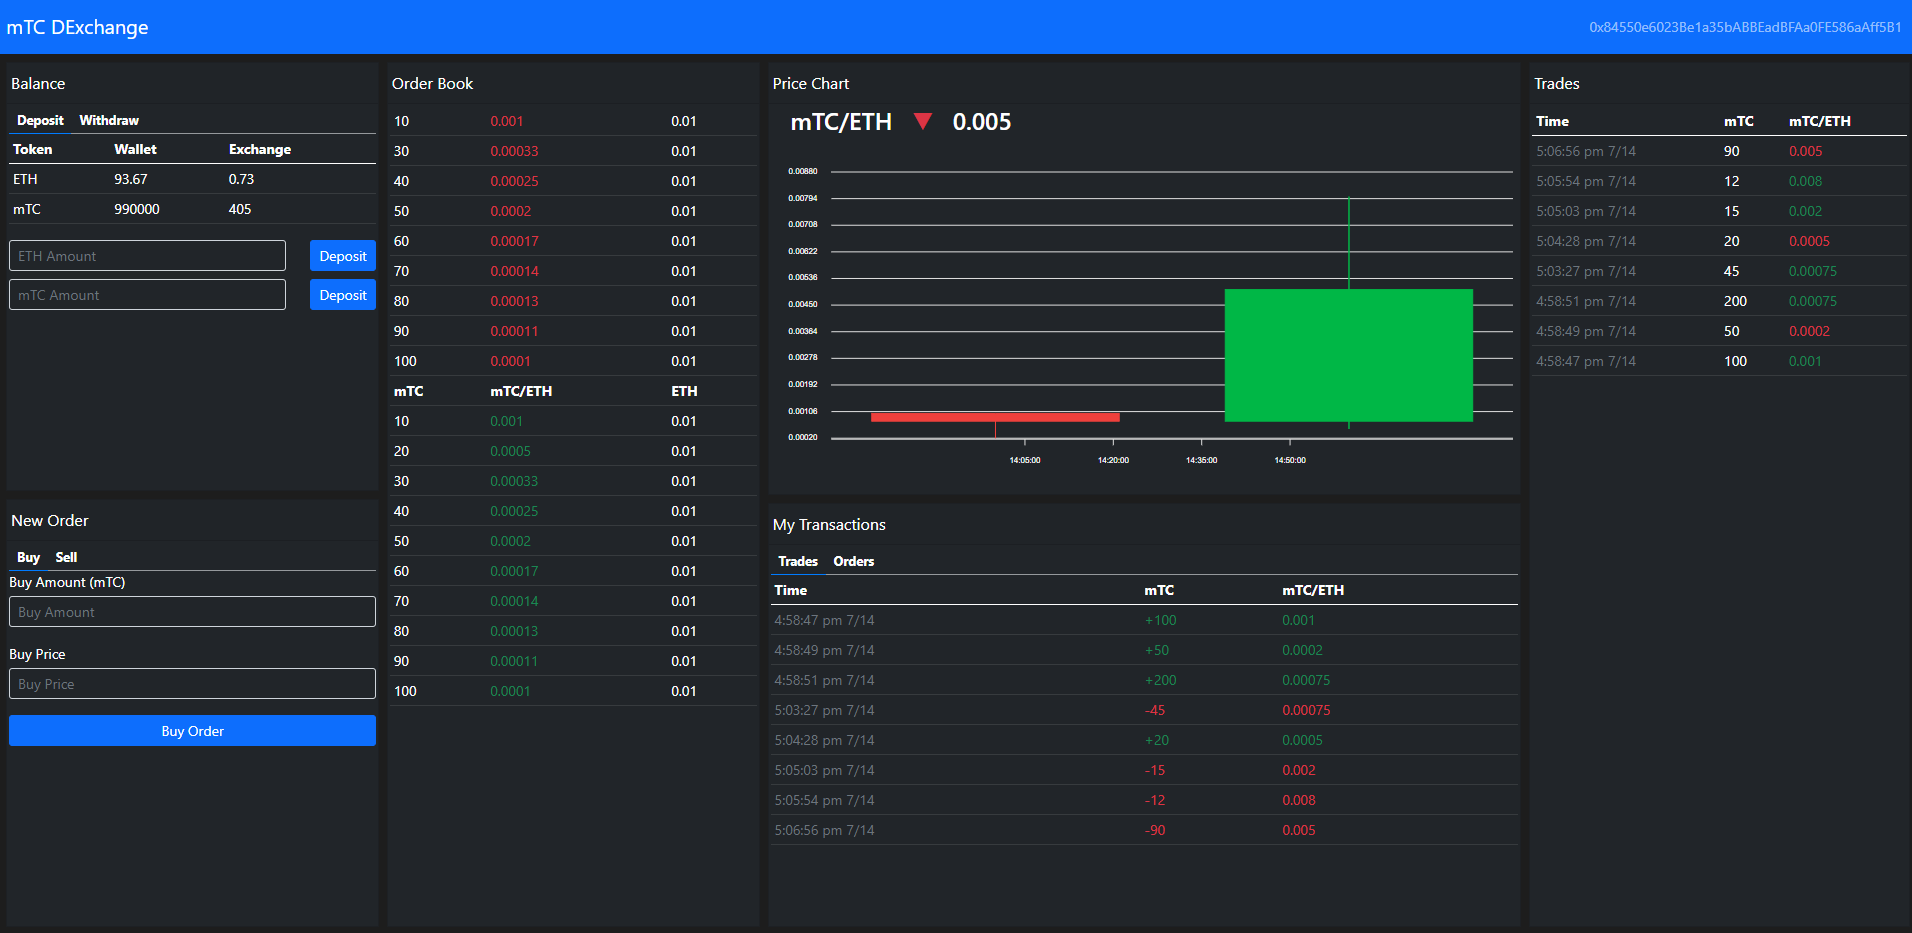 mTC DExchange
0x84550e6023Be1a35bABBEadBFAa0FE586aAff5B1
Balance
Deposit Withdraw
Token Wallet Exchange
ETH 93.67 0.73
mTC 990000 405
ETH Amount Deposit
mTC Amount Deposit
New Order
Buy Sell
Buy Amount (mTC)
Buy Amount
Buy Price
Buy Price
Buy Order
Order Book
10 0.001 0.01
30 0.00033 0.01
40 0.00025 0.01
50 0.0002 0.01
60 0.00017 0.01
70 0.00014 0.01
80 0.00013 0.01
90 0.00011 0.01
100 0.0001 0.01
mTC mTC/ETH ETH
10 0.001 0.01
20 0.0005 0.01
30 0.00033 0.01
40 0.00025 0.01
50 0.0002 0.01
60 0.00017 0.01
70 0.00014 0.01
80 0.00013 0.01
90 0.00011 0.01
100 0.0001 0.01
Price Chart
mTC/ETH ▼ 0.005
0.00880
0.00794
0.00708
0.00622
0.00536
0.00450
0.00364
0.00278
0.00192
0.00106
0.00020
14:05:00 14:20:00 14:35:00 14:50:00
My Transactions
Trades Orders
Time mTC mTC/ETH
4:58:47 pm 7/14 +100 0.001
4:58:49 pm 7/14 +50 0.0002
4:58:51 pm 7/14 +200 0.00075
5:03:27 pm 7/14 -45 0.00075
5:04:28 pm 7/14 +20 0.0005
5:05:03 pm 7/14 -15 0.002
5:05:54 pm 7/14 -12 0.008
5:06:56 pm 7/14 -90 0.005
Trades
Time mTC mTC/ETH
5:06:56 pm 7/14 90 0.005
5:05:54 pm 7/14 12 0.008
5:05:03 pm 7/14 15 0.002
5:04:28 pm 7/14 20 0.0005
5:03:27 pm 7/14 45 0.00075
4:58:51 pm 7/14 200 0.00075
4:58:49 pm 7/14 50 0.0002
4:58:47 pm 7/14 100 0.001